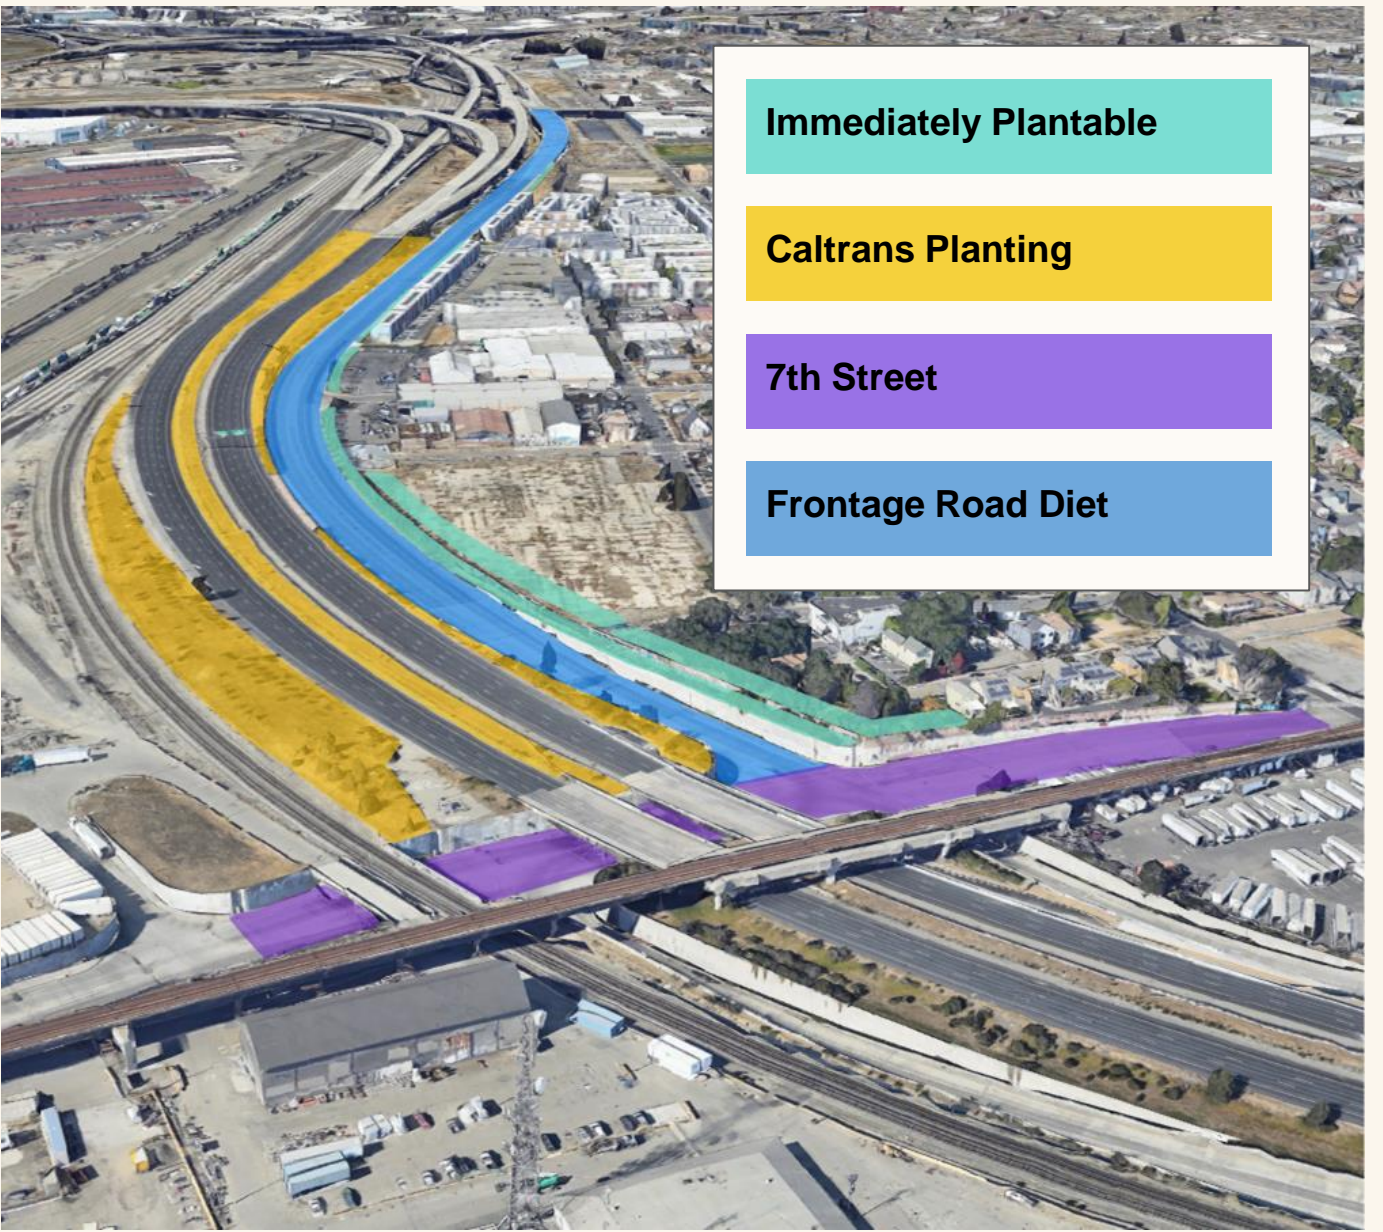 Immediately Plantable
Caltrans Planting
7th Street
Frontage Road Diet